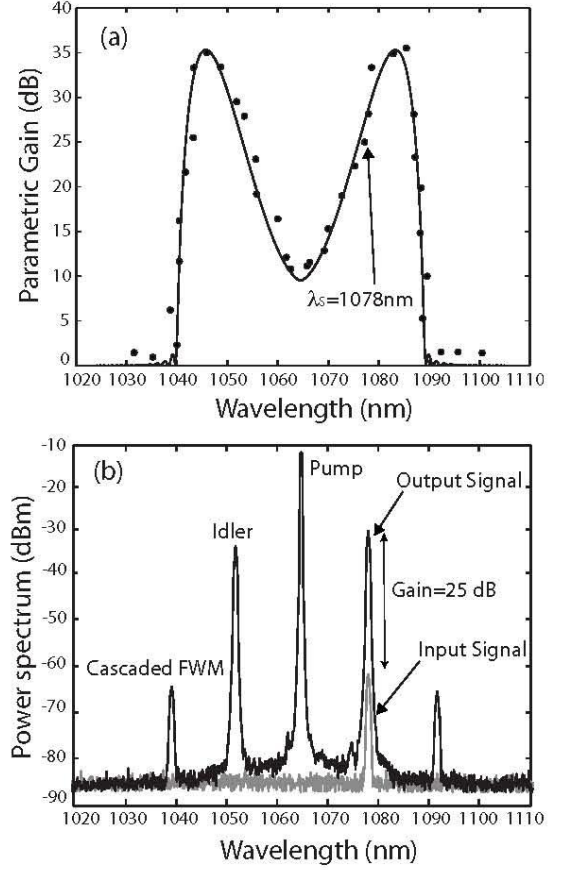 (a)
Parametric Gain (dB)
40
35
30
25
20
15
10
5
0
λs=1078nm
1020 1030 1040 1050 1060 1070 1080 1090 1100 1110
Wavelength (nm)
(b)
Power spectrum (dBm)
-10
-20
-30
-40
-50
-60
-70
-80
-90
Pump
Output Signal
Idler
Gain=25 dB
Input Signal
Cascaded FWM
1020 1030 1040 1050 1060 1070 1080 1090 1100 1110
Wavelength (nm)